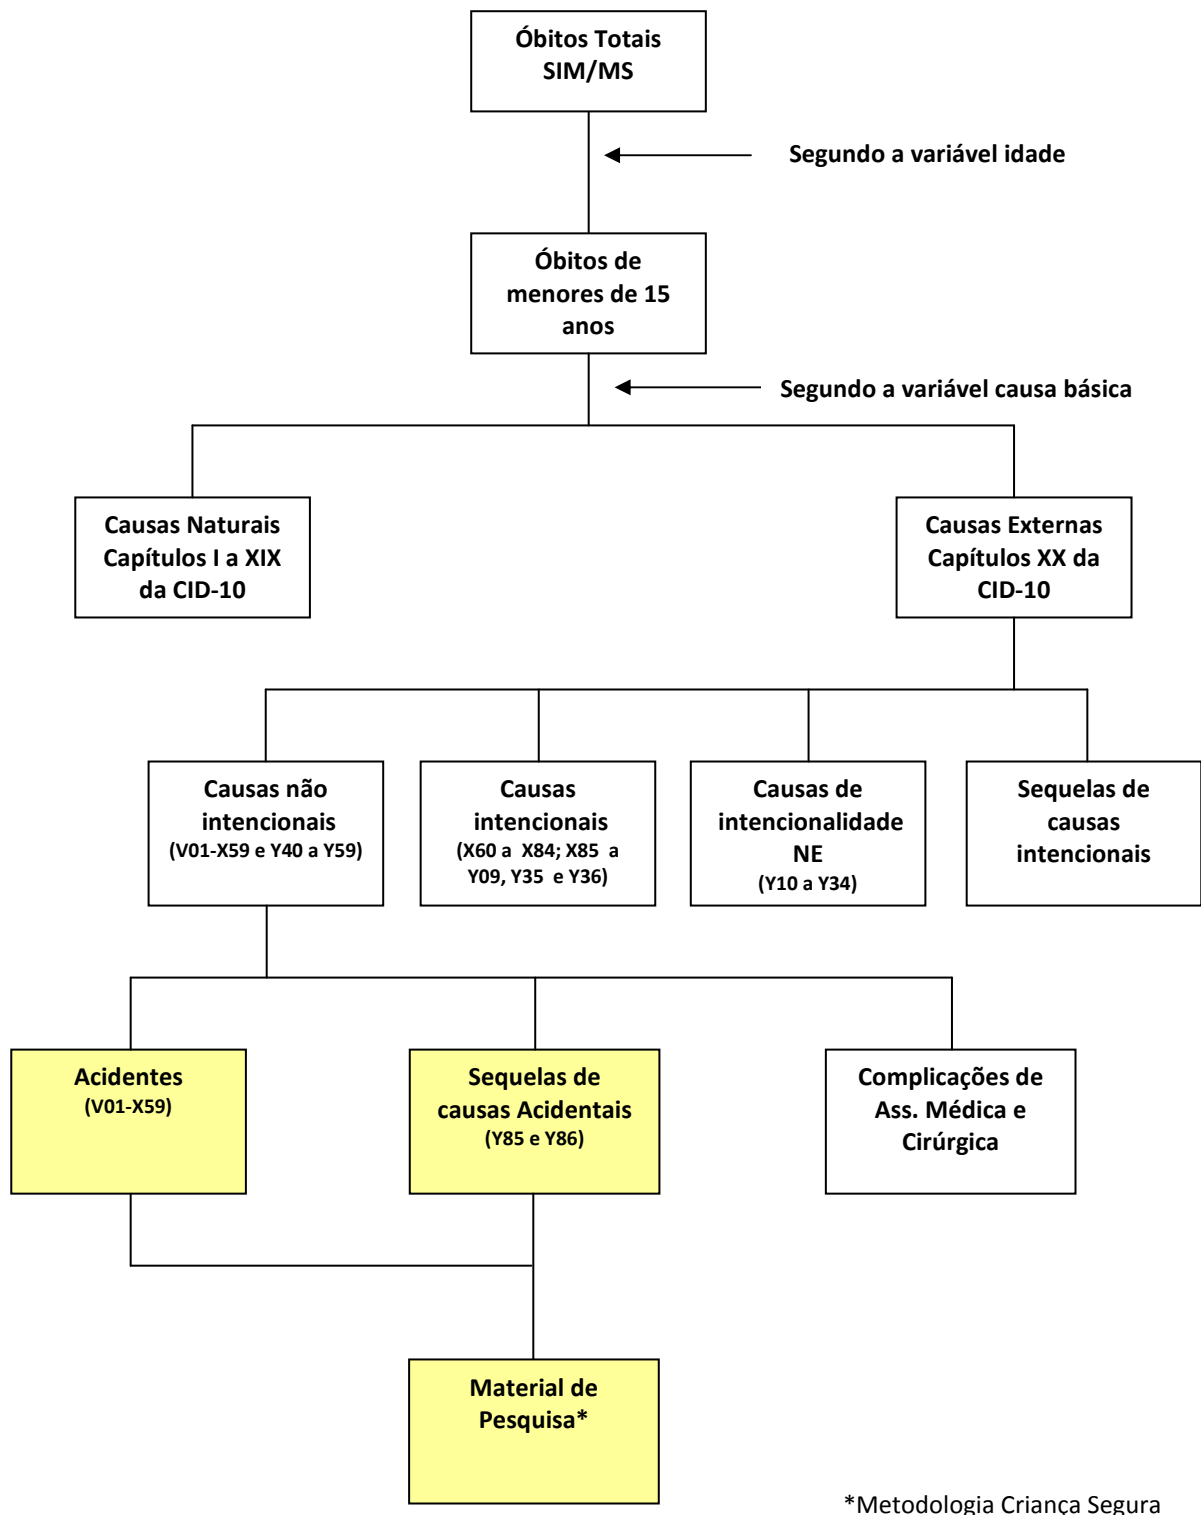 Óbitos Totais
SIM/MS
Segundo a variável idade
Óbitos de
menores de 15
anos
Segundo a variável causa básica
Causas Naturais
Capítulos I a XIX
da CID-10
Causas Externas
Capítulos XX da
CID-10
Causas não
intencionais
(V01-X59 e Y40 a Y59)
Causas
intencionais
(X60 a X84; X85 a
Y09, Y35 e Y36)
Causas de
intencionalidade
NE
(Y10 a Y34)
Sequelas de
causas
intencionais
Acidentes
(V01-X59)
Sequelas de
causas Acidentais
(Y85 e Y86)
Complicações de
Ass. Médica e
Cirúrgica
Material de
Pesquisa*
*Metodologia Criança Segura